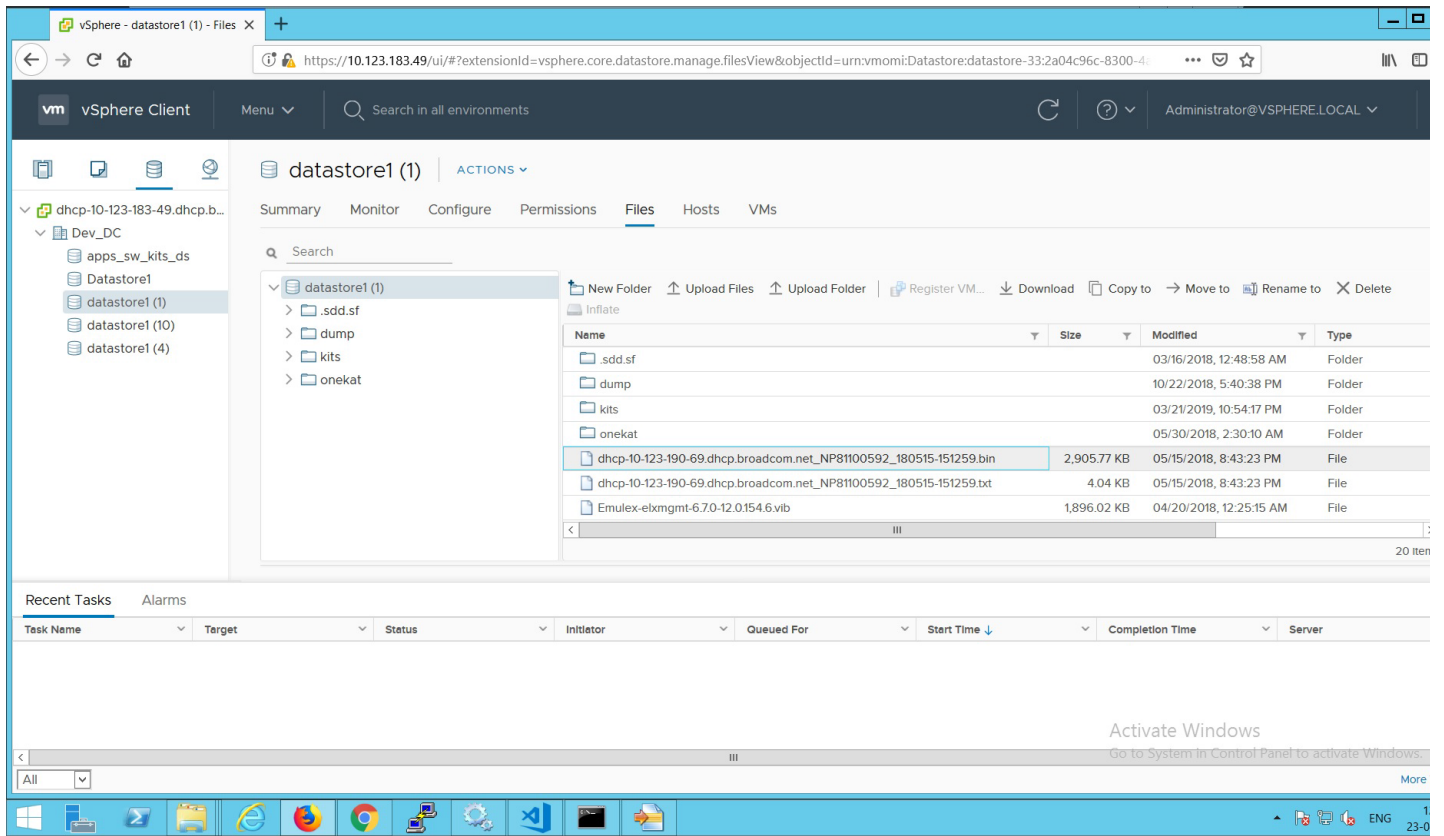 vSphere - datastore1 (1) - Files
https://10.123.183.49/ui/#?extensionId=vsphere.core.datastore.manage.filesView&objectId=urn:vmomi:Datastore:datastore-33:2a04c96c-8300-4
vm vSphere Client Menu Search in all environments Administrator@VSPHERE.LOCAL
dhcp-10-123-183-49.dhcp.b...
Dev_DC
apps_sw_kits_ds
Datastore1
datastore1 (1)
datastore1 (10)
datastore1 (4)
datastore1 (1) ACTIONS
Summary Monitor Configure Permissions Files Hosts VMs
Search
datastore1 (1)
.sdd.sf
dump
kits
onekat
New Folder Upload Files Upload Folder Register VM... Download Copy to Move to Rename to Delete
Inflate
Name Size Modified Type
.sdd.sf 03/16/2018, 12:48:58 AM Folder
dump 10/22/2018, 5:40:38 PM Folder
kits 03/21/2019, 10:54:17 PM Folder
onekat 05/30/2018, 2:30:10 AM Folder
dhcp-10-123-190-69.dhcp.broadcom.net_NP81100592_180515-151259.bin 2,905.77 KB 05/15/2018, 8:43:23 PM File
dhcp-10-123-190-69.dhcp.broadcom.net_NP81100592_180515-151259.txt 4.04 KB 05/15/2018, 8:43:23 PM File
Emulex-elxmgmt-6.7.0-12.0.154.6.vib 1,896.02 KB 04/20/2018, 12:25:15 AM File
20 Item
Recent Tasks Alarms
Task Name Target Status Initiator Queued For Start Time Completion Time Server
Activate Windows
Go to System in Control Panel to activate Windows.
All
More
ENG
23-0